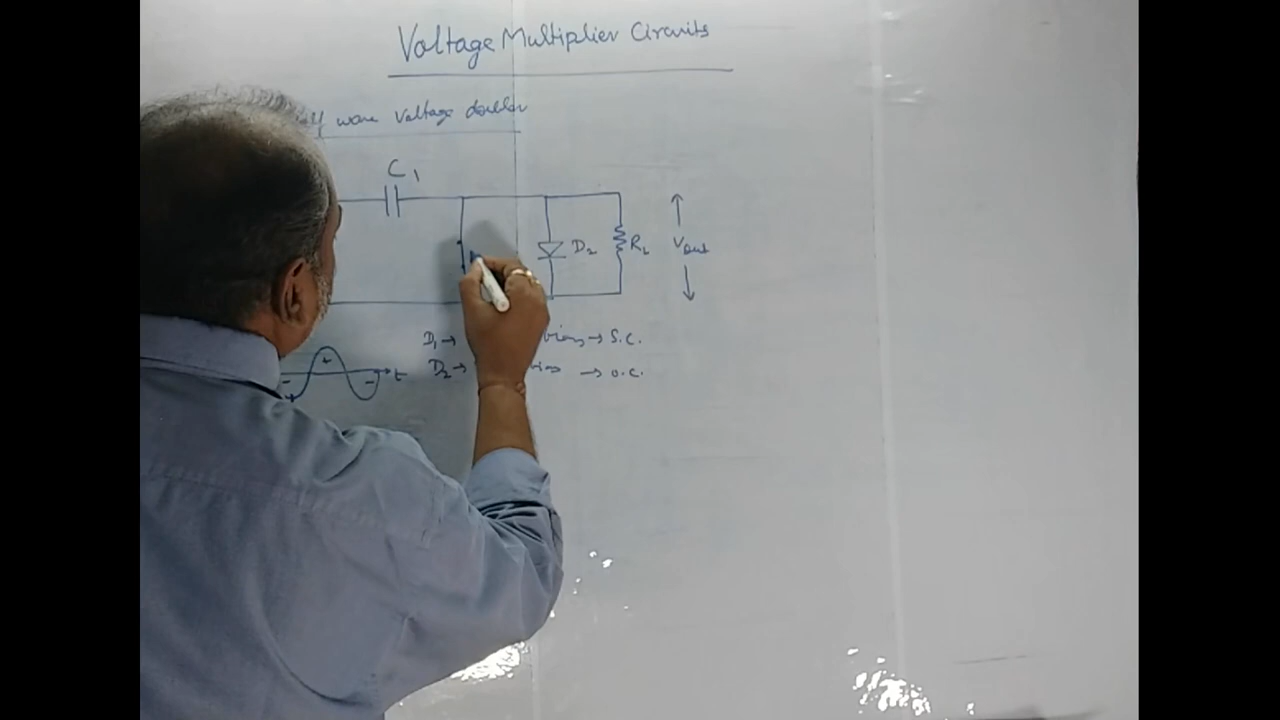 Voltage Multiplier Circuits
wave voltage doubler
C1
D2
RL
Vout
D1→ → S.C.
D2→ → O.C.
+
-
-
t